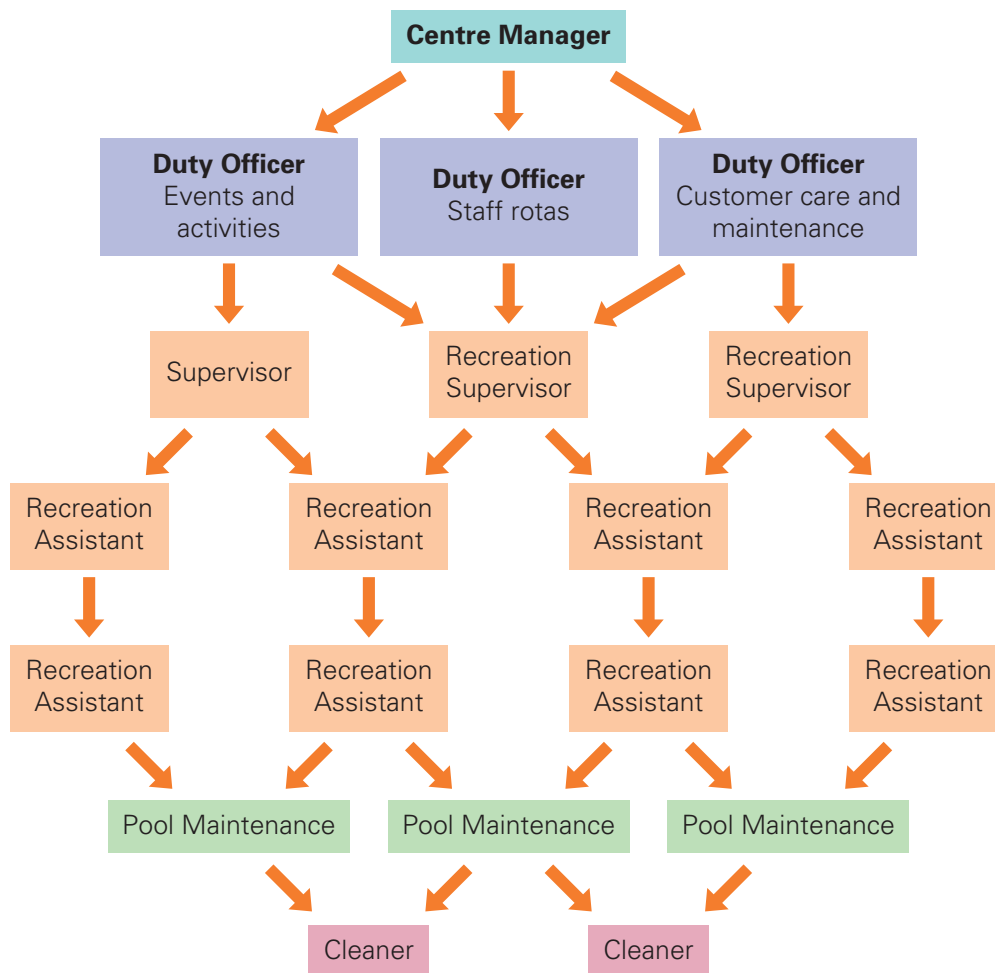 Centre Manager
Duty Officer
Events and
activities
Duty Officer
Staff rotas
Duty Officer
Customer care and
maintenance
Supervisor
Recreation
Supervisor
Recreation
Supervisor
Recreation
Assistant
Recreation
Assistant
Recreation
Assistant
Recreation
Assistant
Recreation
Assistant
Recreation
Assistant
Recreation
Assistant
Recreation
Assistant
Pool Maintenance
Pool Maintenance
Pool Maintenance
Cleaner
Cleaner